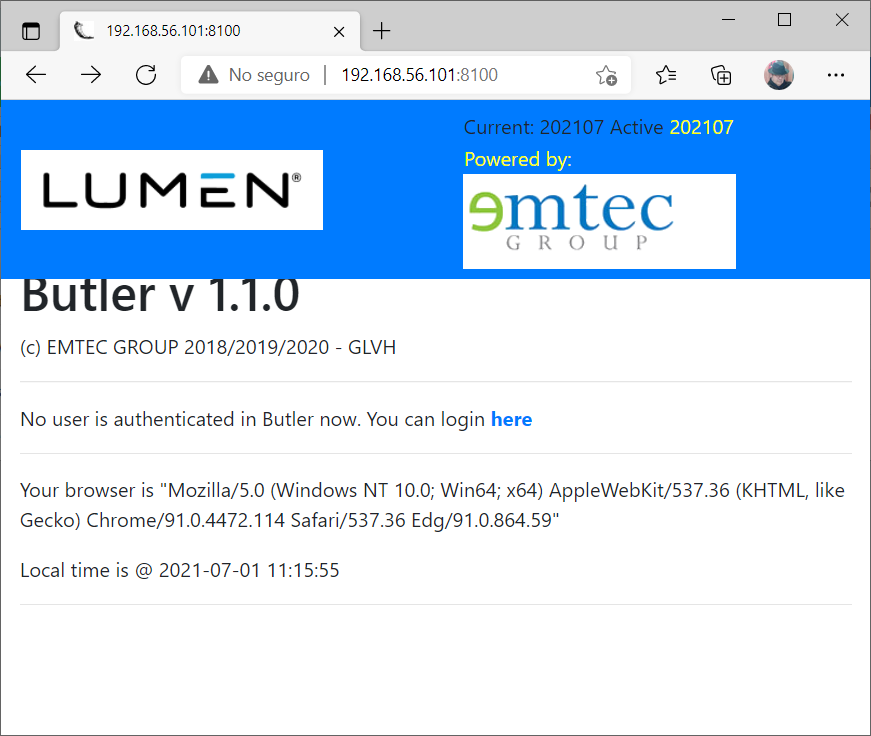 192.168.56.101:8100
No seguro | 192.168.56.101:8100
Current: 202107 Active 202107
Powered by:
LUMEN®
emtec
GROUP
Butler v 1.1.0
(c) EMTEC GROUP 2018/2019/2020 - GLVH
No user is authenticated in Butler now. You can login here
Your browser is "Mozilla/5.0 (Windows NT 10.0; Win64; x64) AppleWebKit/537.36 (KHTML, like
Gecko) Chrome/91.0.4472.114 Safari/537.36 Edg/91.0.864.59"
Local time is @ 2021-07-01 11:15:55